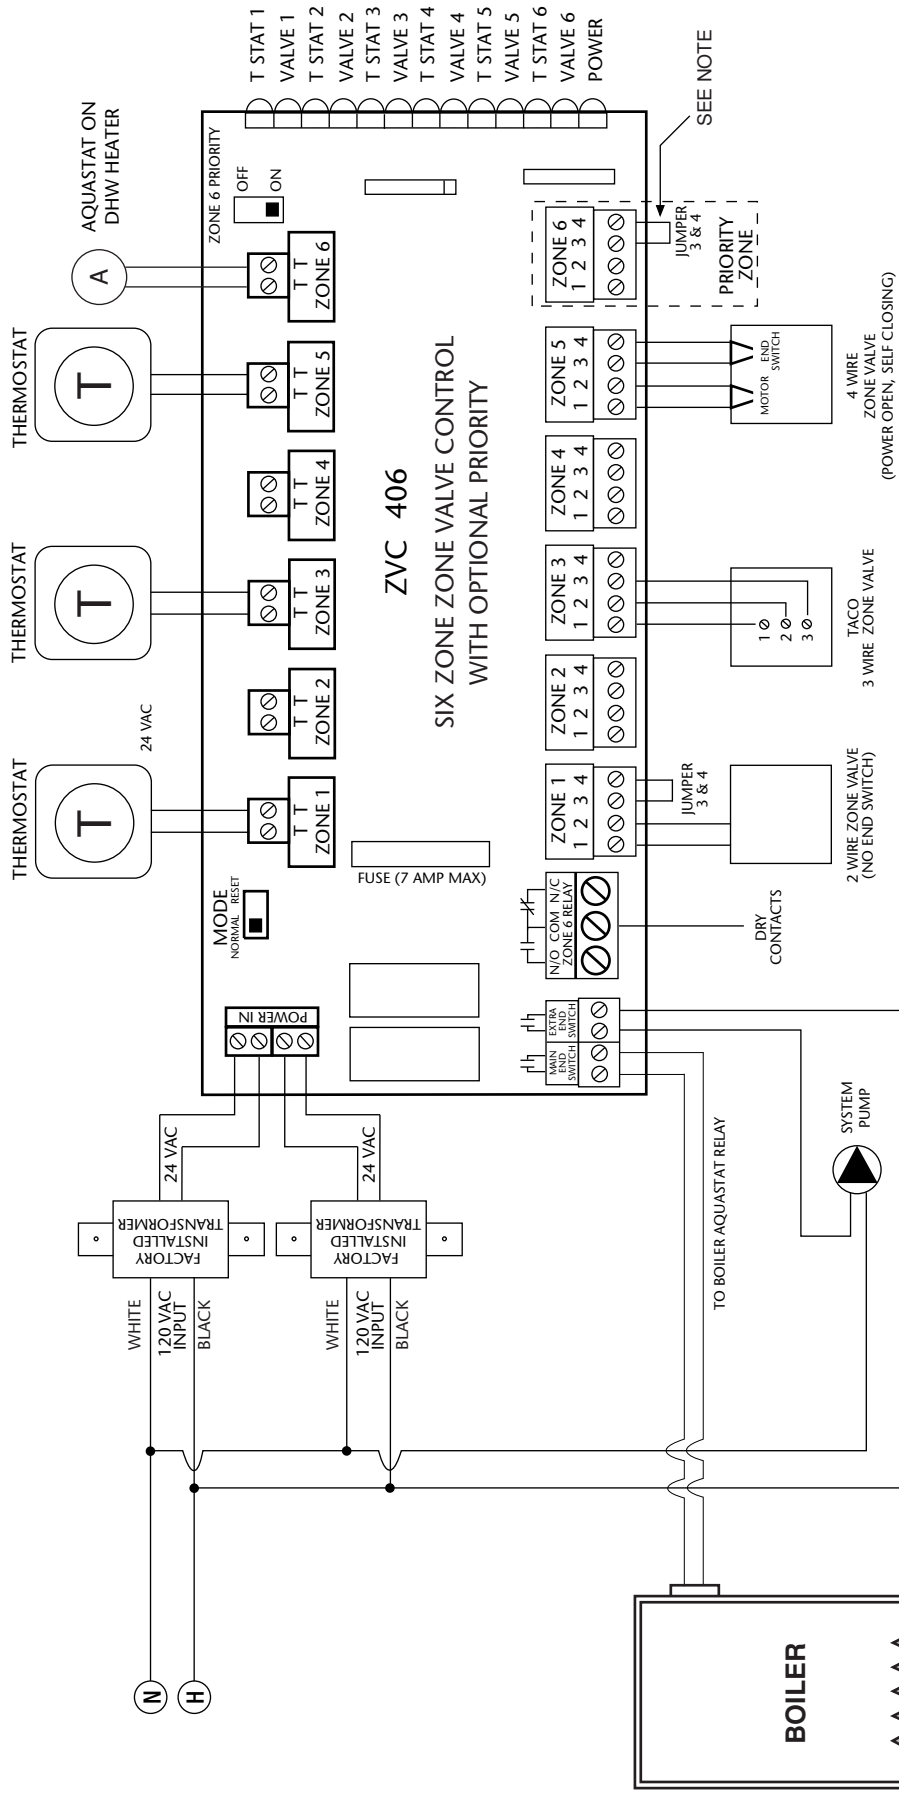 THERMOSTAT
T
24 VAC
THERMOSTAT
T
THERMOSTAT
T
AQUASTAT ON
DHW HEATER
A
N
H
WHITE
120 VAC
INPUT
BLACK
FACTORY
INSTALLED
TRANSFORMER
24 VAC
WHITE
120 VAC
INPUT
BLACK
FACTORY
INSTALLED
TRANSFORMER
24 VAC
POWER IN
MODE
NORMAL RESET
T T
ZONE 1
T T
ZONE 2
T T
ZONE 3
T T
ZONE 4
T T
ZONE 5
T T
ZONE 6
ZONE 6 PRIORITY
OFF
ON
T STAT 1
VALVE 1
T STAT 2
VALVE 2
T STAT 3
VALVE 3
T STAT 4
VALVE 4
T STAT 5
VALVE 5
T STAT 6
VALVE 6
POWER
FUSE (7 AMP MAX)
ZVC 406
SIX ZONE ZONE VALVE CONTROL
WITH OPTIONAL PRIORITY
MAIN
END
SWITCH
EXTRA
END
SWITCH
N/O COM N/C
ZONE 6 RELAY
ZONE 1
1 2 3 4
ZONE 2
1 2 3 4
ZONE 3
1 2 3 4
ZONE 4
1 2 3 4
ZONE 5
1 2 3 4
ZONE 6
1 2 3 4
JUMPER
3 & 4
PRIORITY
ZONE
SEE NOTE
JUMPER
3 & 4
DRY
CONTACTS
2 WIRE ZONE VALVE
(NO END SWITCH)
1
2
3
TACO
3 WIRE ZONE VALVE
MOTOR
END
SWITCH
4 WIRE
ZONE VALVE
(POWER OPEN, SELF CLOSING)
TO BOILER AQUASTAT RELAY
SYSTEM
PUMP
BOILER